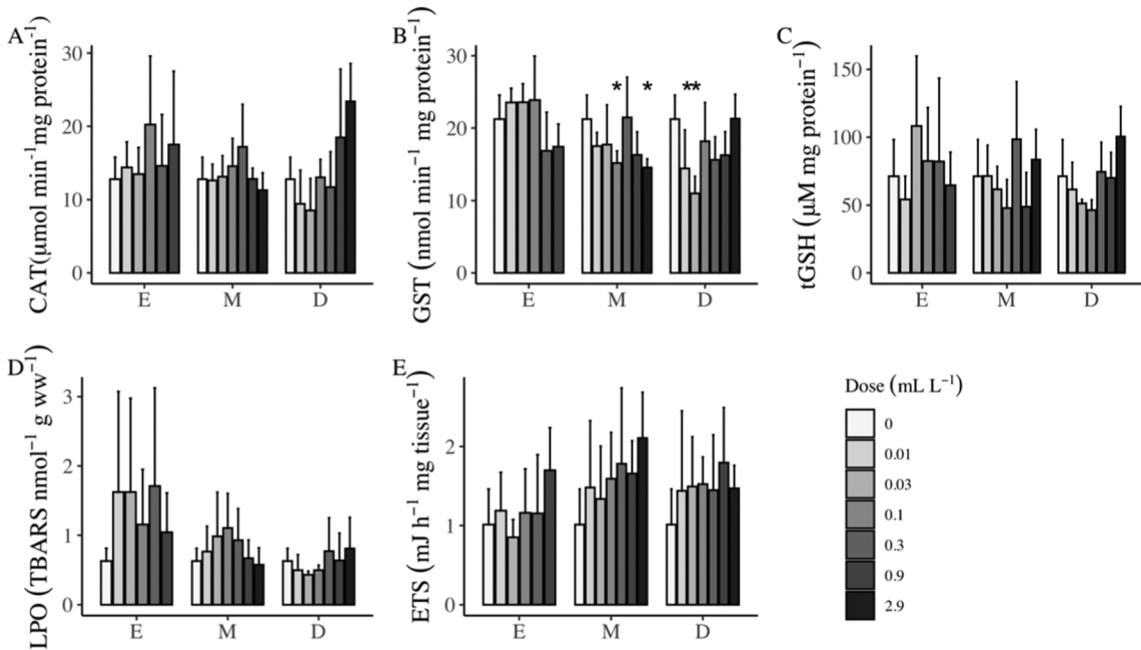 A
CAT(μmol min⁻¹mg protein⁻¹)
30
20
10
0
E M D
B
GST (nmol min⁻¹ mg protein⁻¹)
30
20
10
0
* * **
E M D
C
tGSH (μM mg protein⁻¹)
150
100
50
0
E M D
D
LPO (TBARS nmol⁻¹ g ww⁻¹)
3
2
1
0
E M D
E
ETS (mJ h⁻¹ mg tissue⁻¹)
2
1
0
E M D
Dose (mL L⁻¹)
0
0.01
0.03
0.1
0.3
0.9
2.9